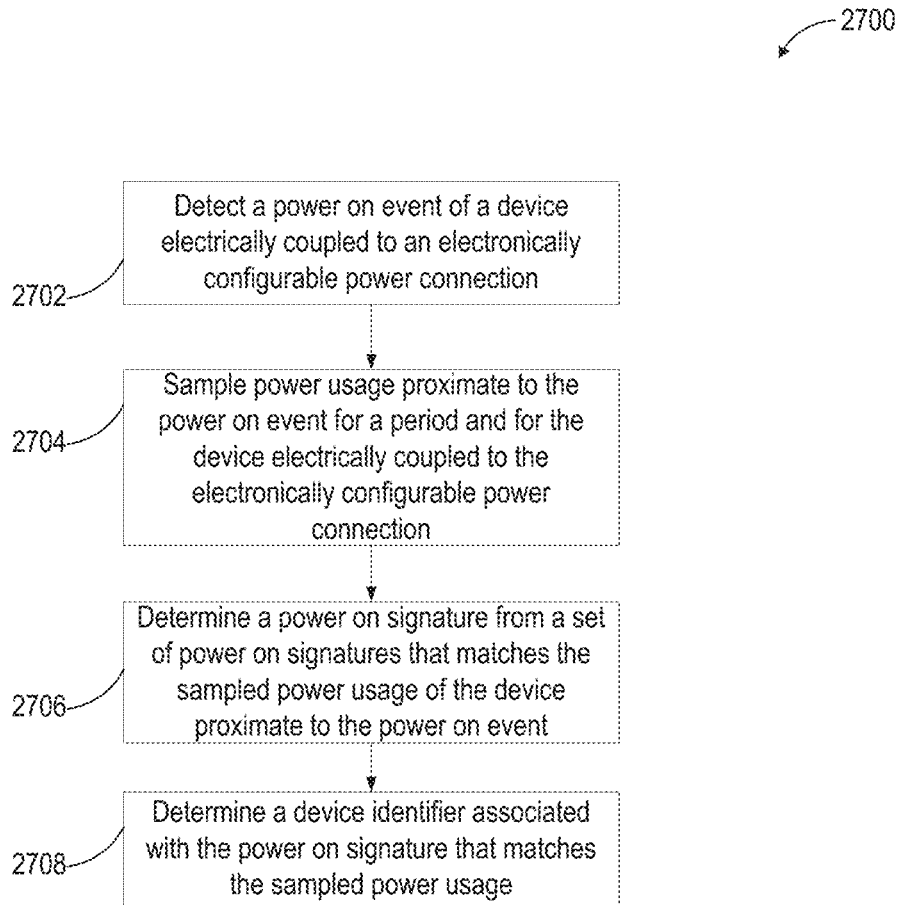 2700
Detect a power on event of a device
electrically coupled to an electronically
configurable power connection
2702
Sample power usage proximate to the
power on event for a period and for the
device electrically coupled to the
electronically configurable power
connection
2704
Determine a power on signature from a set
of power on signatures that matches the
sampled power usage of the device
proximate to the power on event
2706
Determine a device identifier associated
with the power on signature that matches
the sampled power usage
2708